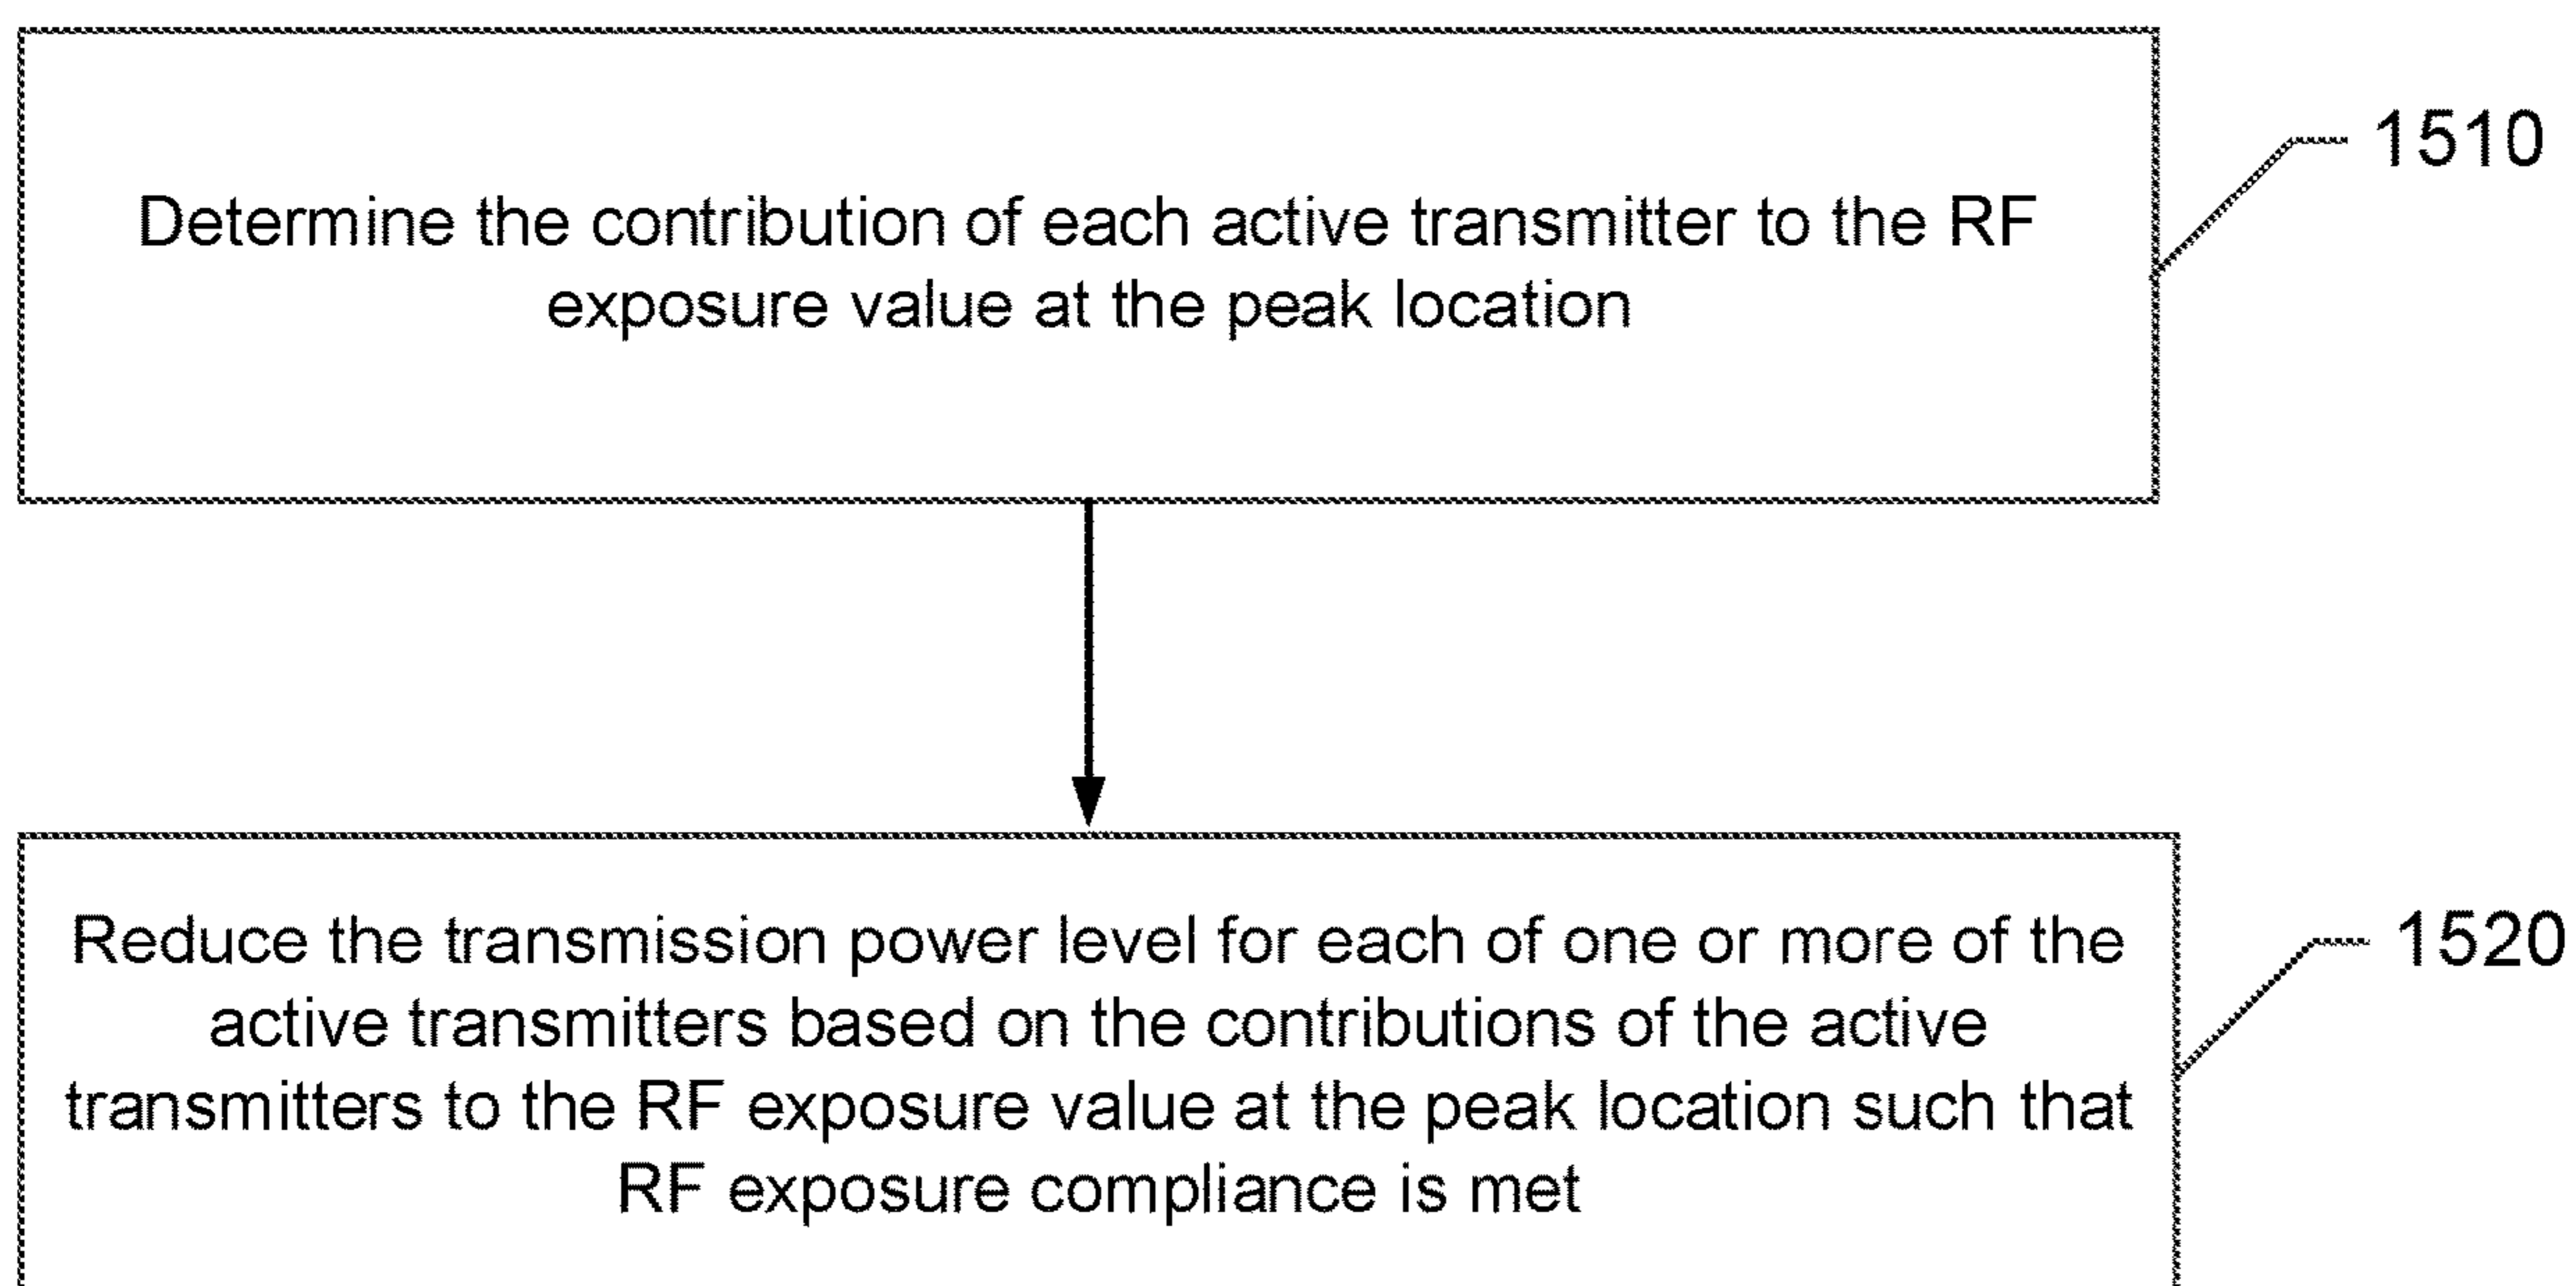 1510
Determine the contribution of each active transmitter to the RF
exposure value at the peak location
1520
Reduce the transmission power level for each of one or more of the
active transmitters based on the contributions of the active
transmitters to the RF exposure value at the peak location such that
RF exposure compliance is met